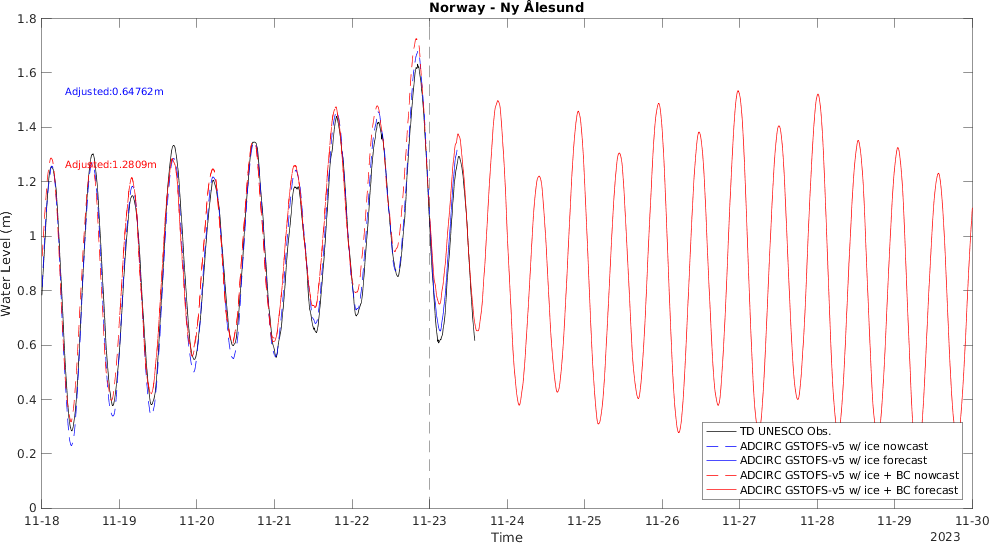 Norway - Ny Ålesund
Water Level (m)
1.8
1.6
1.4
1.2
1
0.8
0.6
0.4
0.2
0
Adjusted:0.64762m
Adjusted:1.2809m
TD UNESCO Obs.
ADCIRC GSTOFS-v5 w/ ice nowcast
ADCIRC GSTOFS-v5 w/ ice forecast
ADCIRC GSTOFS-v5 w/ ice + BC nowcast
ADCIRC GSTOFS-v5 w/ ice + BC forecast
11-18 11-19 11-20 11-21 11-22 11-23 11-24 11-25 11-26 11-27 11-28 11-29 11-30
Time
2023